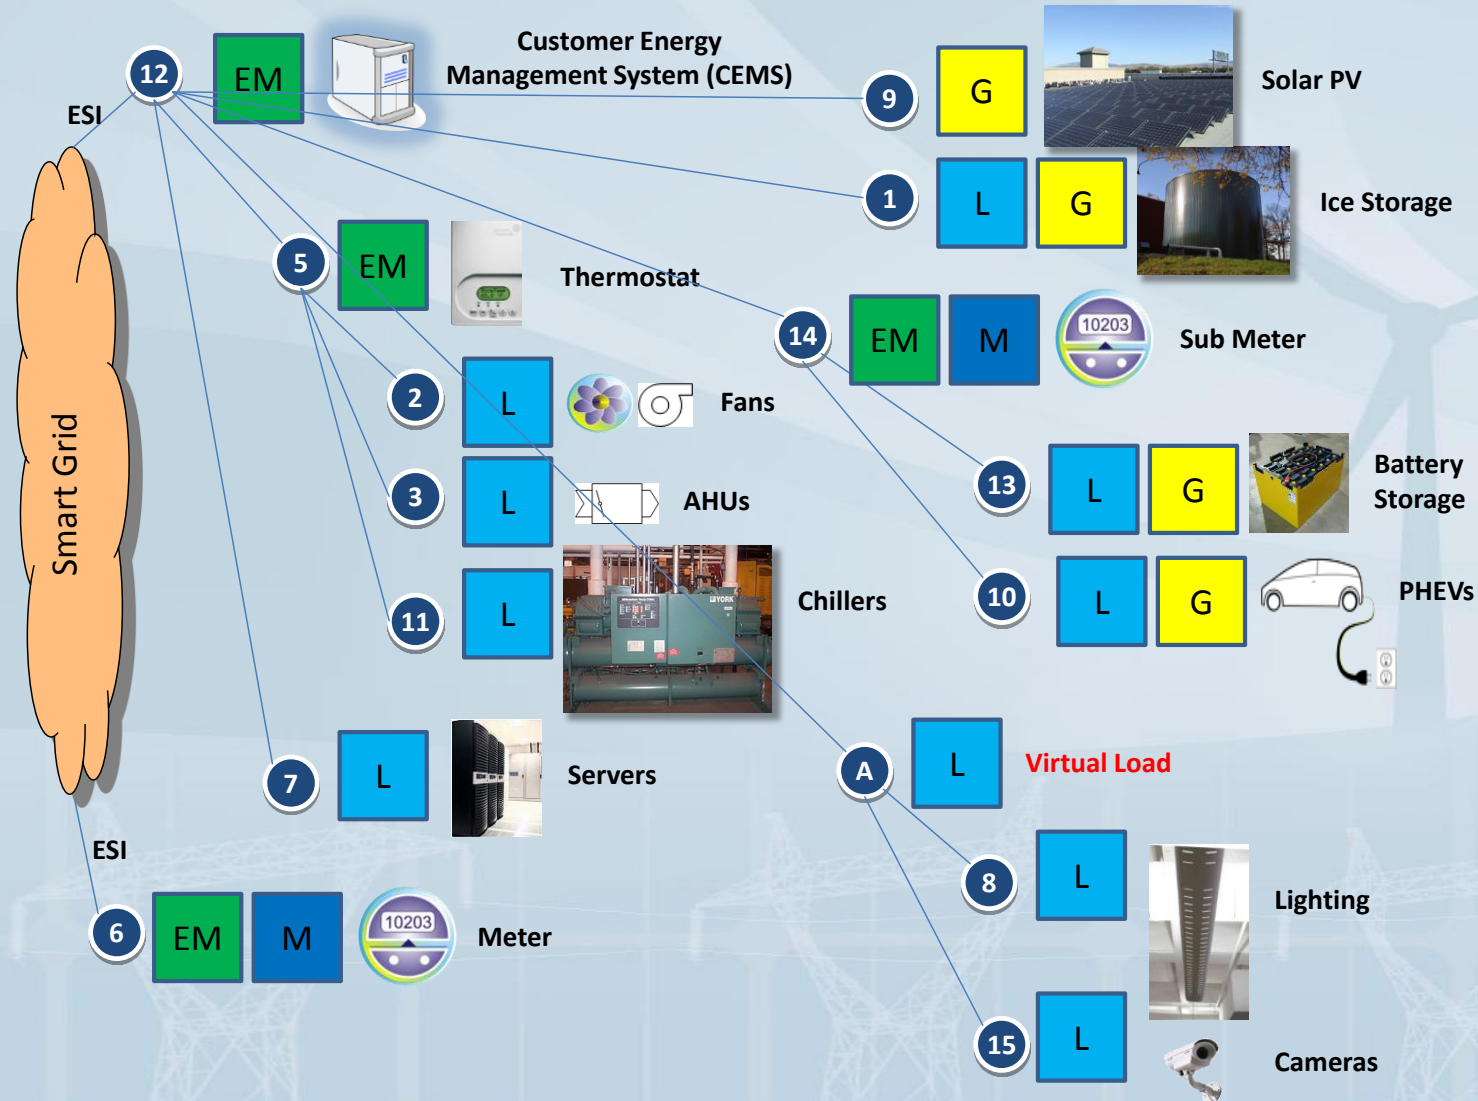 12
EM
Customer Energy
Management System (CEMS)
9
G
Solar PV
ESI
1
L
G
Ice Storage
5
EM
Thermostat
14
EM
M
10203
Sub Meter
2
L
Fans
Smart Grid
3
L
AHUs
13
L
G
Battery
Storage
11
L
YORK
Chillers
10
L
G
PHEVs
7
L
Servers
A
L
Virtual Load
ESI
8
L
Lighting
6
EM
M
10203
Meter
15
L
Cameras